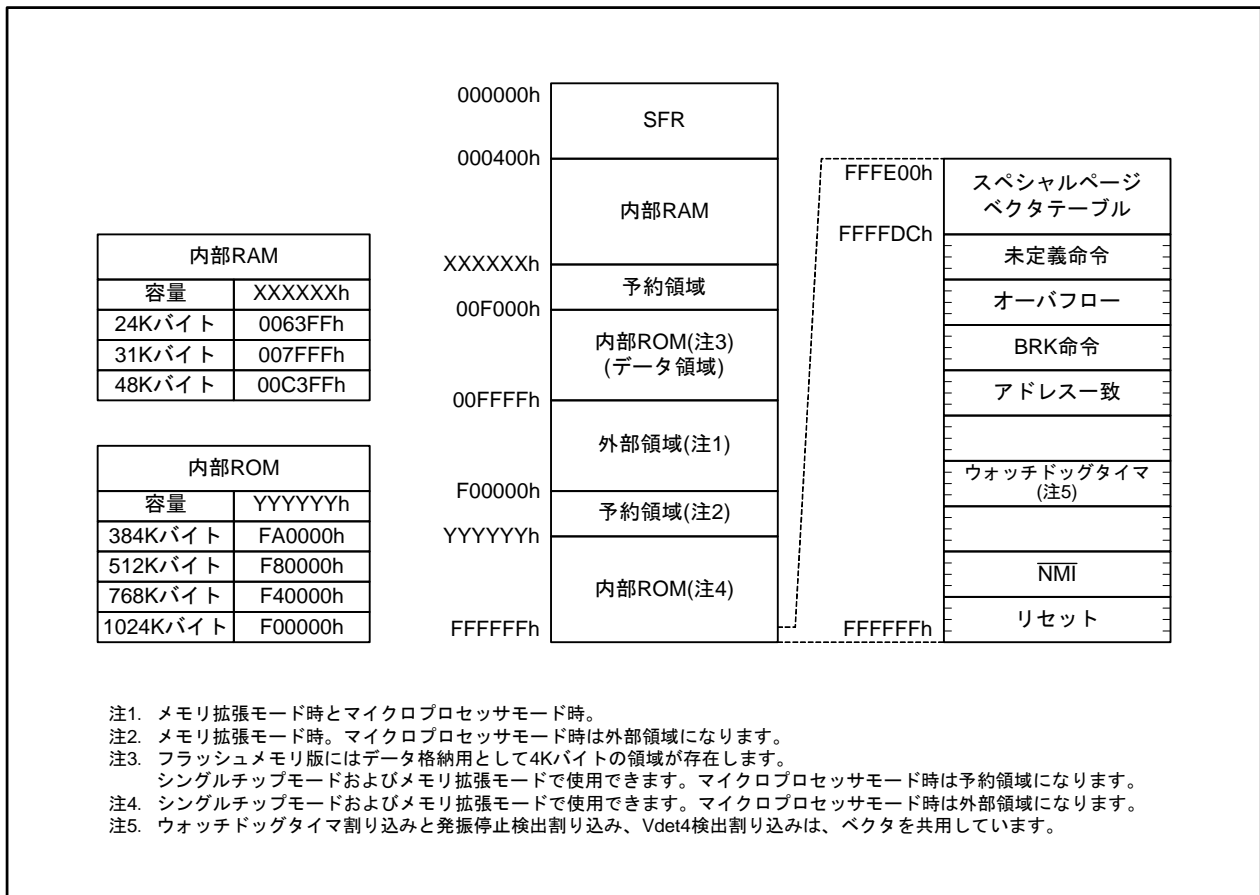 内部RAM
容量 XXXXXXh
24Kバイト 0063FFh
31Kバイト 007FFFh
48Kバイト 00C3FFh
内部ROM
容量 YYYYYYh
384Kバイト FA0000h
512Kバイト F80000h
768Kバイト F40000h
1024Kバイト F00000h
000000h
SFR
000400h
内部RAM
XXXXXXh
予約領域
00F000h
内部ROM(注3)
(データ領域)
00FFFFh
外部領域(注1)
F00000h
予約領域(注2)
YYYYYYh
内部ROM(注4)
FFFFFFh
FFFE00h
スペシャルページ
ベクタテーブル
FFFFDCh
未定義命令
オーバフロー
BRK命令
アドレス一致
ウォッチドッグタイマ
(注5)
NMI
リセット
FFFFFFh
注1. メモリ拡張モード時とマイクロプロセッサモード時。
注2. メモリ拡張モード時。マイクロプロセッサモード時は外部領域になります。
注3. フラッシュメモリ版にはデータ格納用として4Kバイトの領域が存在します。
シングルチップモードおよびメモリ拡張モードで使用できます。マイクロプロセッサモード時は予約領域になります。
注4. シングルチップモードおよびメモリ拡張モードで使用できます。マイクロプロセッサモード時は外部領域になります。
注5. ウォッチドッグタイマ割り込みと発振停止検出割り込み、Vdet4検出割り込みは、ベクタを共用しています。